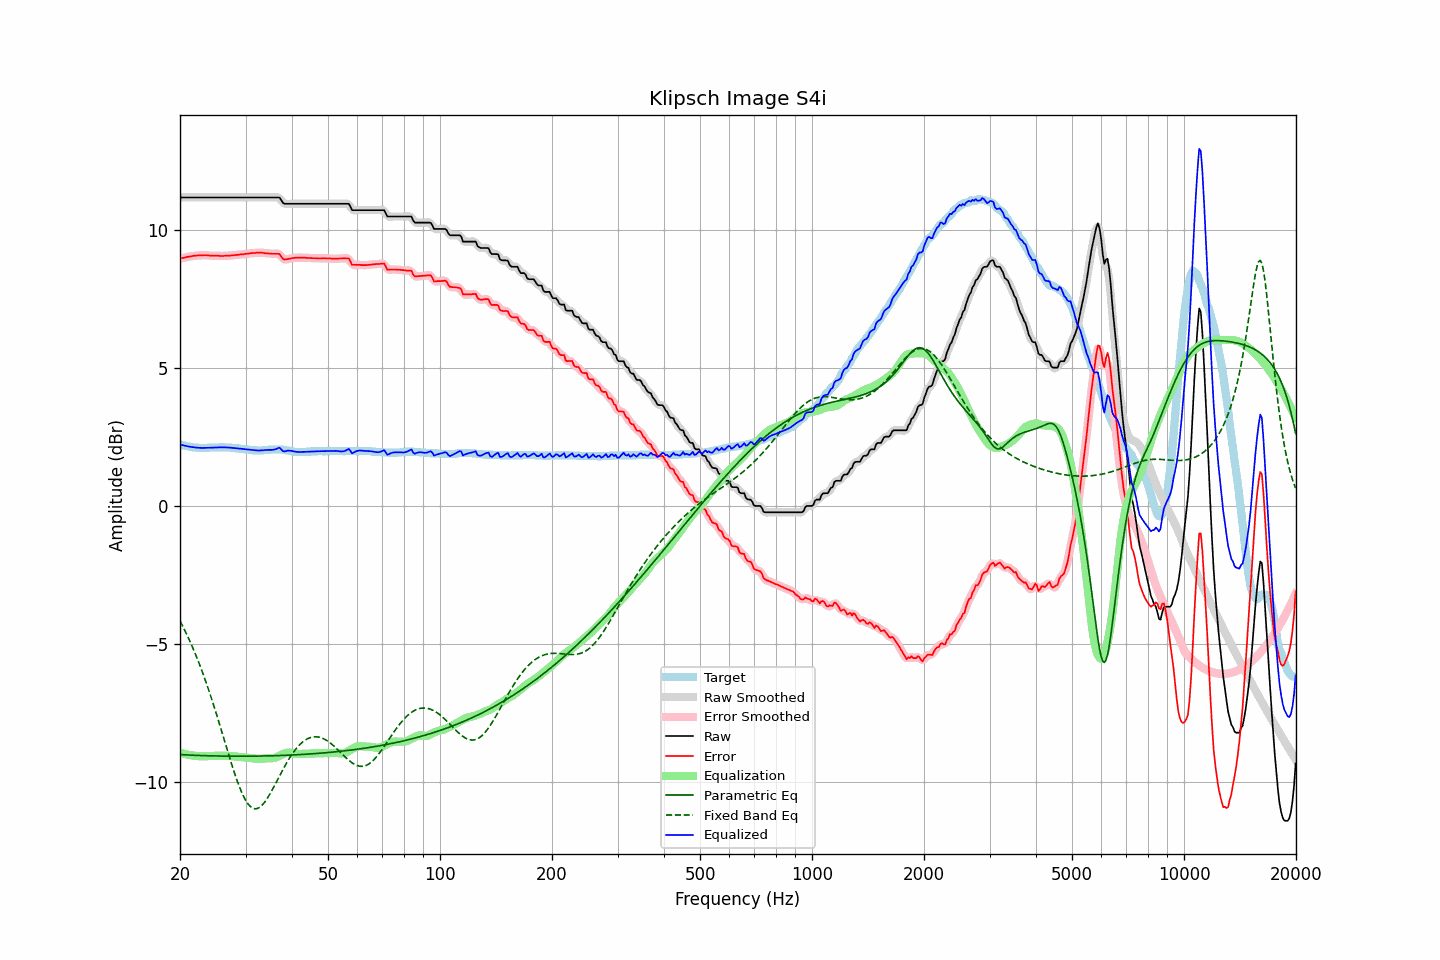 Klipsch Image S4i
Amplitude (dBr)
10
5
0
−5
−10
Target
Raw Smoothed
Error Smoothed
Raw
Error
Equalization
Parametric Eq
Fixed Band Eq
Equalized
20 50 100 200 500 1000 2000 5000 10000 20000
Frequency (Hz)